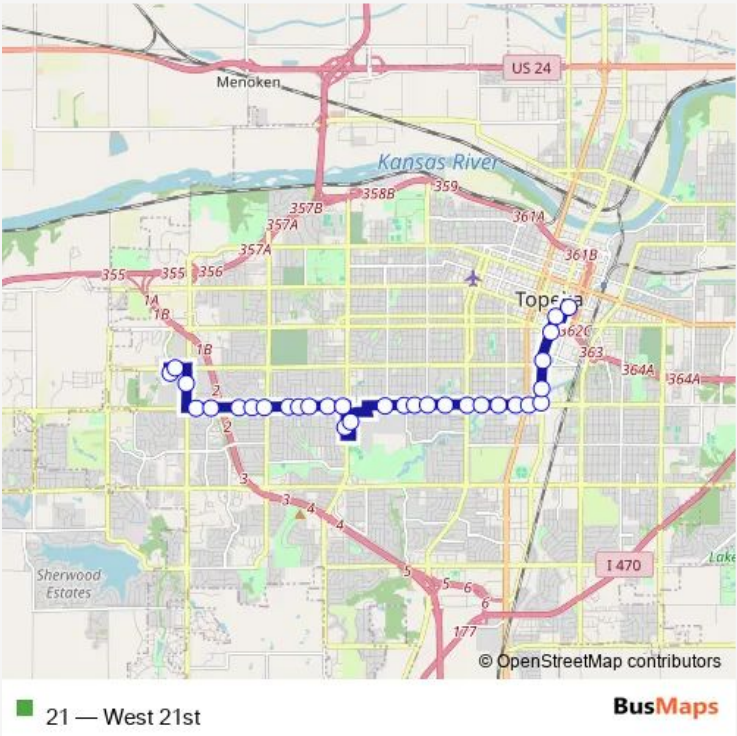 US 24
Menoken
Kansas River
359
358B
357B
361A
357A
357A
361B
355
355
356
1A
Topeka
1B
362C
1B
363
364A
364A
2
2
3
3
4
4
I 470
5
5
6
6
Lake
Sherwood
Estates
177
© OpenStreetMap contributors
21 — West 21st
BusMaps